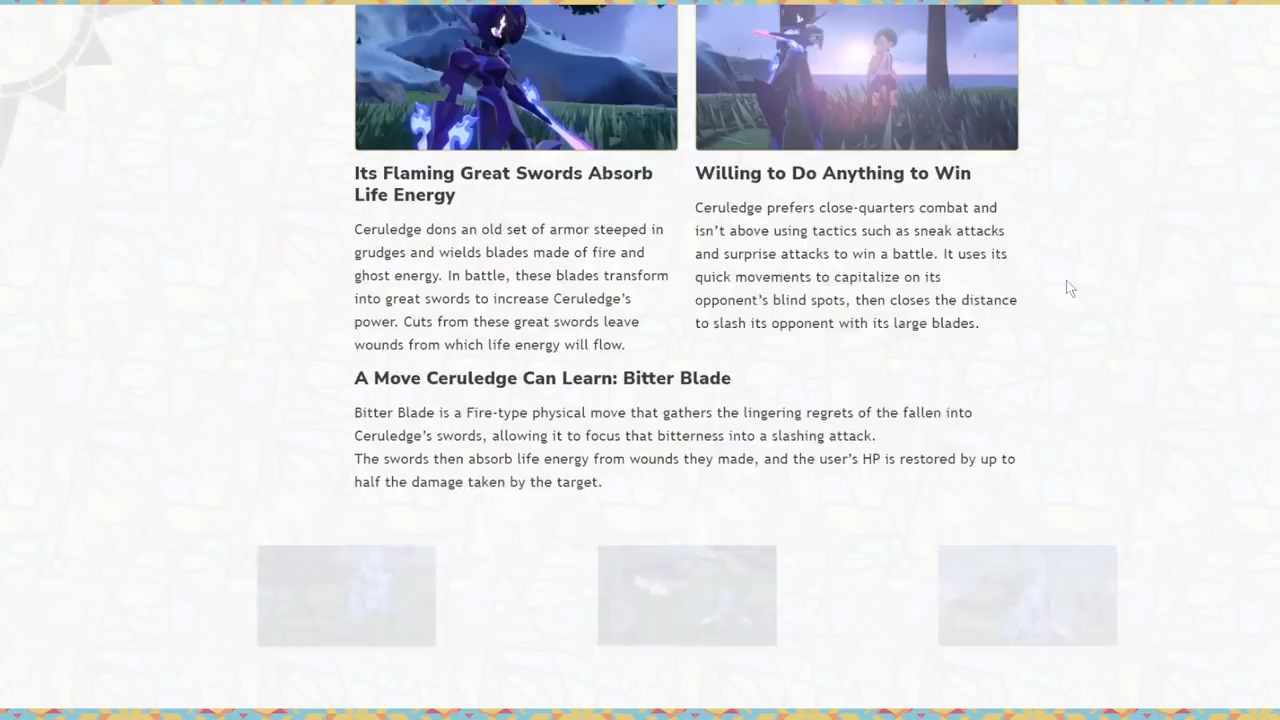 Its Flaming Great Swords Absorb
Life Energy
Ceruledge dons an old set of armor steeped in
grudges and wields blades made of fire and
ghost energy. In battle, these blades transform
into great swords to increase Ceruledge’s
power. Cuts from these great swords leave
wounds from which life energy will flow.
Willing to Do Anything to Win
Ceruledge prefers close-quarters combat and
isn’t above using tactics such as sneak attacks
and surprise attacks to win a battle. It uses its
quick movements to capitalize on its
opponent’s blind spots, then closes the distance
to slash its opponent with its large blades.
A Move Ceruledge Can Learn: Bitter Blade
Bitter Blade is a Fire-type physical move that gathers the lingering regrets of the fallen into
Ceruledge’s swords, allowing it to focus that bitterness into a slashing attack.
The swords then absorb life energy from wounds they made, and the user’s HP is restored by up to
half the damage taken by the target.